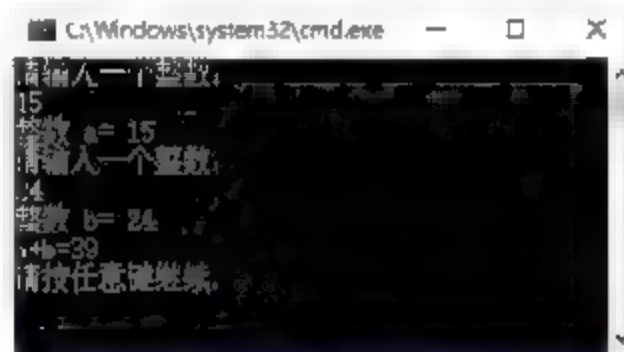 C:\Windows\system32\cmd.exe
请输入一个整数:
15
整数 a= 15
请输入一个整数:
24
整数 b= 24
a+b=39
请按任意键继续. . .